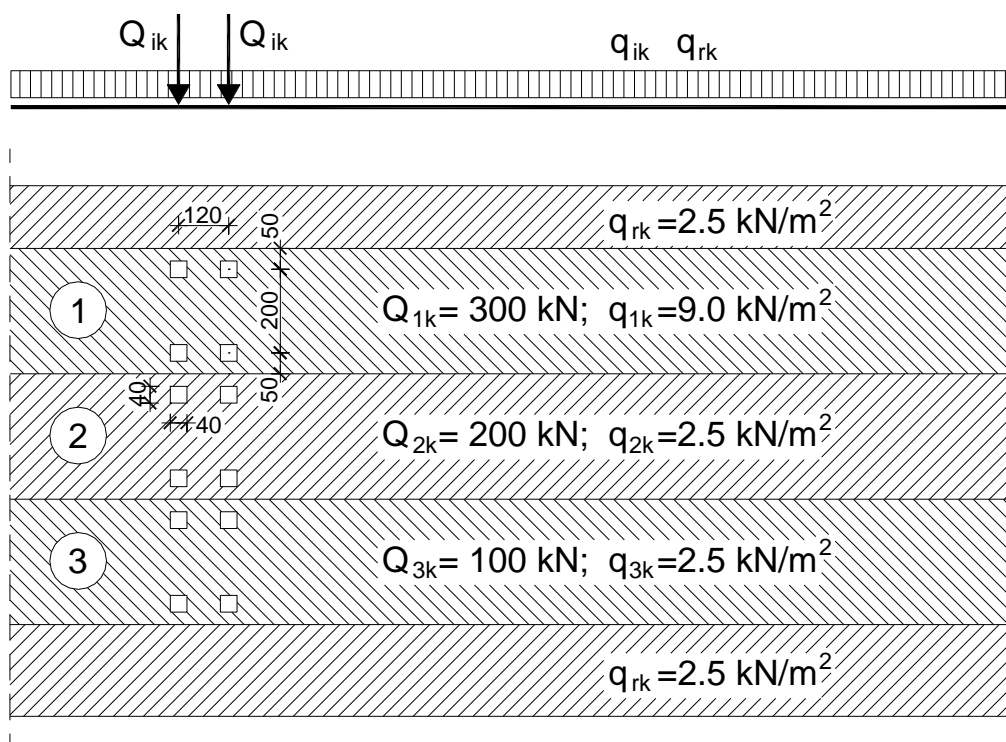 Q ik Q ik
q ik q rk
q rk =2.5 kN/m2
120
50
200
50
1
Q 1k= 300 kN; q 1k=9.0 kN/m2
40
40
2
Q 2k= 200 kN; q 2k=2.5 kN/m2
3
Q 3k= 100 kN; q 3k=2.5 kN/m2
q rk =2.5 kN/m2